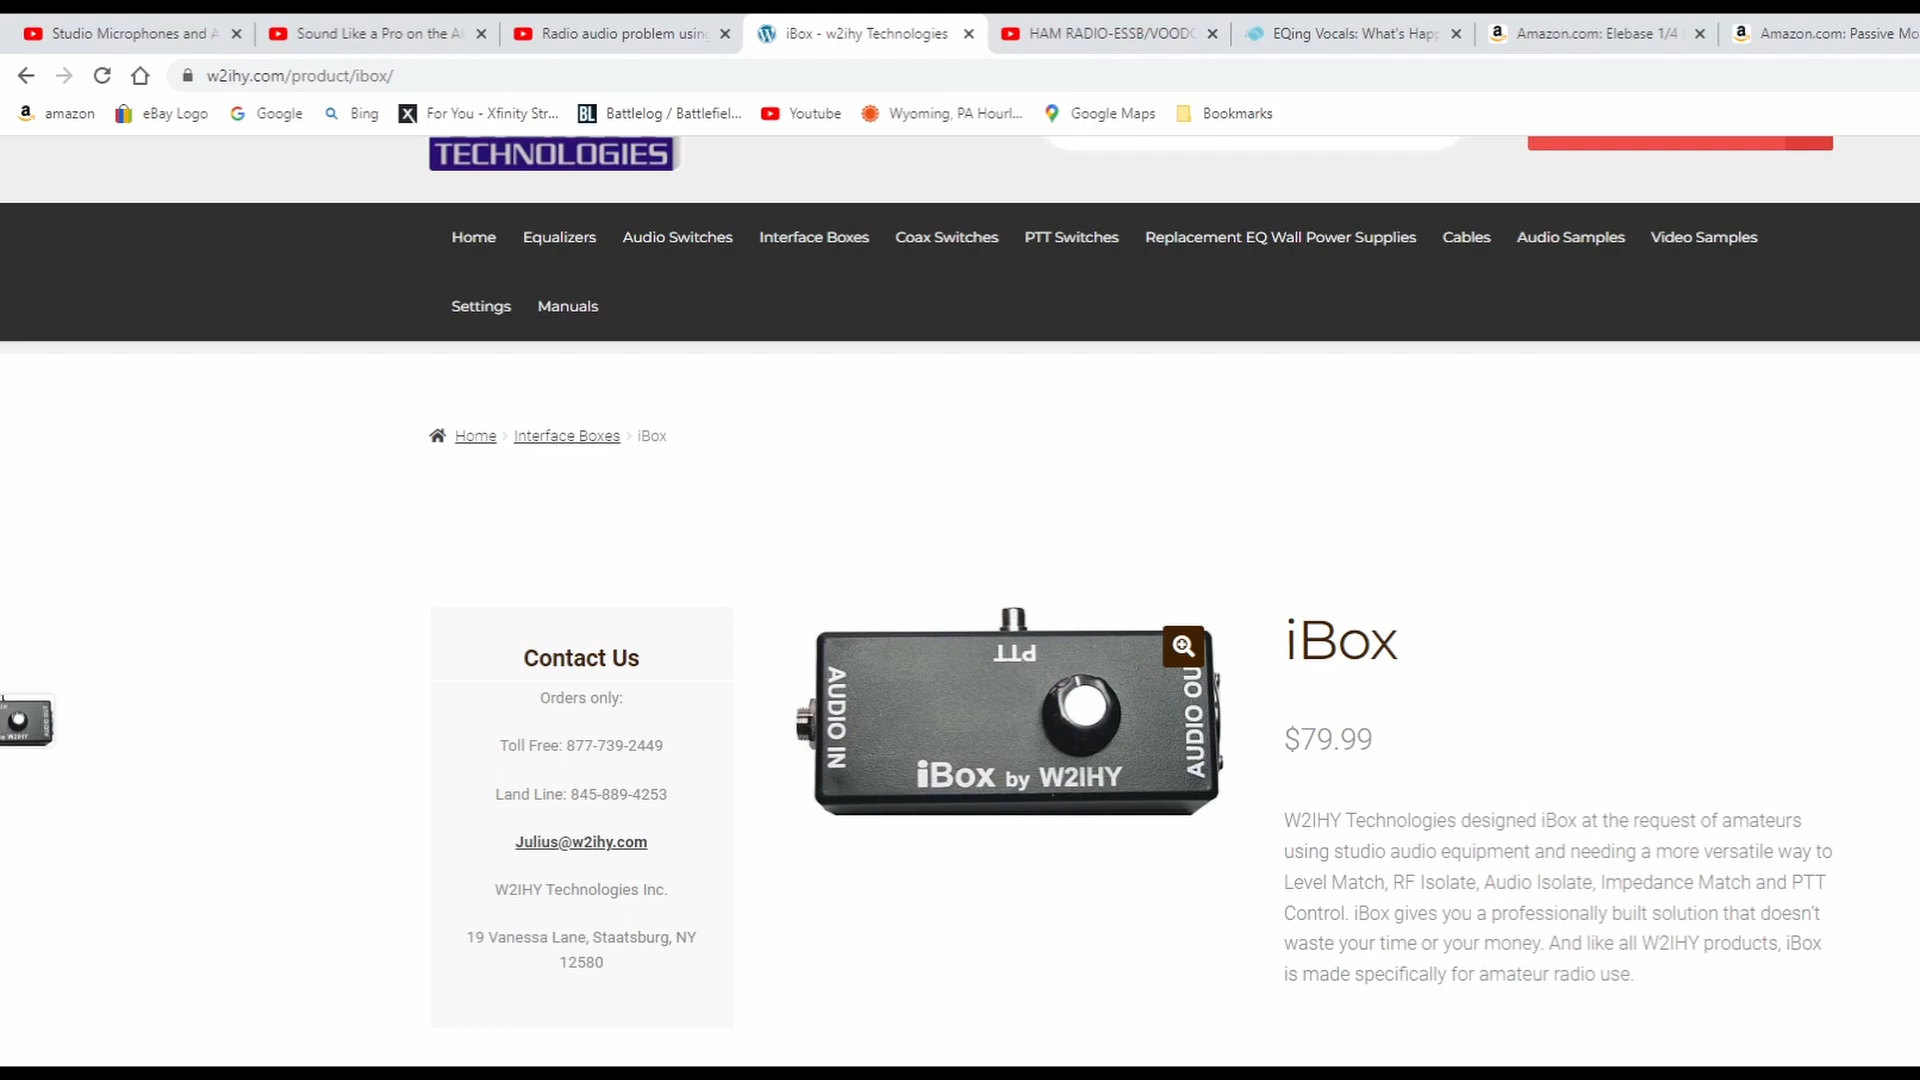 Studio Microphones and A
Sound Like a Pro on the A
Radio audio problem using
iBox - w2ihy Technologies
HAM RADIO-ESSB/VOODO
EQing Vocals: What's Happ
Amazon.com: Elebase 1/4
Amazon.com: Passive Mo
w2ihy.com/product/ibox/
amazon
eBay Logo
Google
Bing
For You - Xfinity Str...
BL
Battlelog / Battlefiel...
Youtube
Wyoming, PA Hourl...
Google Maps
Bookmarks
TECHNOLOGIES
Home
Equalizers
Audio Switches
Interface Boxes
Coax Switches
PTT Switches
Replacement EQ Wall Power Supplies
Cables
Audio Samples
Video Samples
Settings
Manuals
Home > Interface Boxes > iBox
Contact Us
Orders only:
Toll Free: 877-739-2449
Land Line: 845-889-4253
Julius@w2ihy.com
W2IHY Technologies Inc.
19 Vanessa Lane, Staatsburg, NY
12580
PTT
AUDIO IN
AUDIO OU
iBox by W2IHY
iBox
$79.99
W2IHY Technologies designed iBox at the request of amateurs
using studio audio equipment and needing a more versatile way to
Level Match, RF Isolate, Audio Isolate, Impedance Match and PTT
Control. iBox gives you a professionally built solution that doesn't
waste your time or your money. And like all W2IHY products, iBox
is made specifically for amateur radio use.